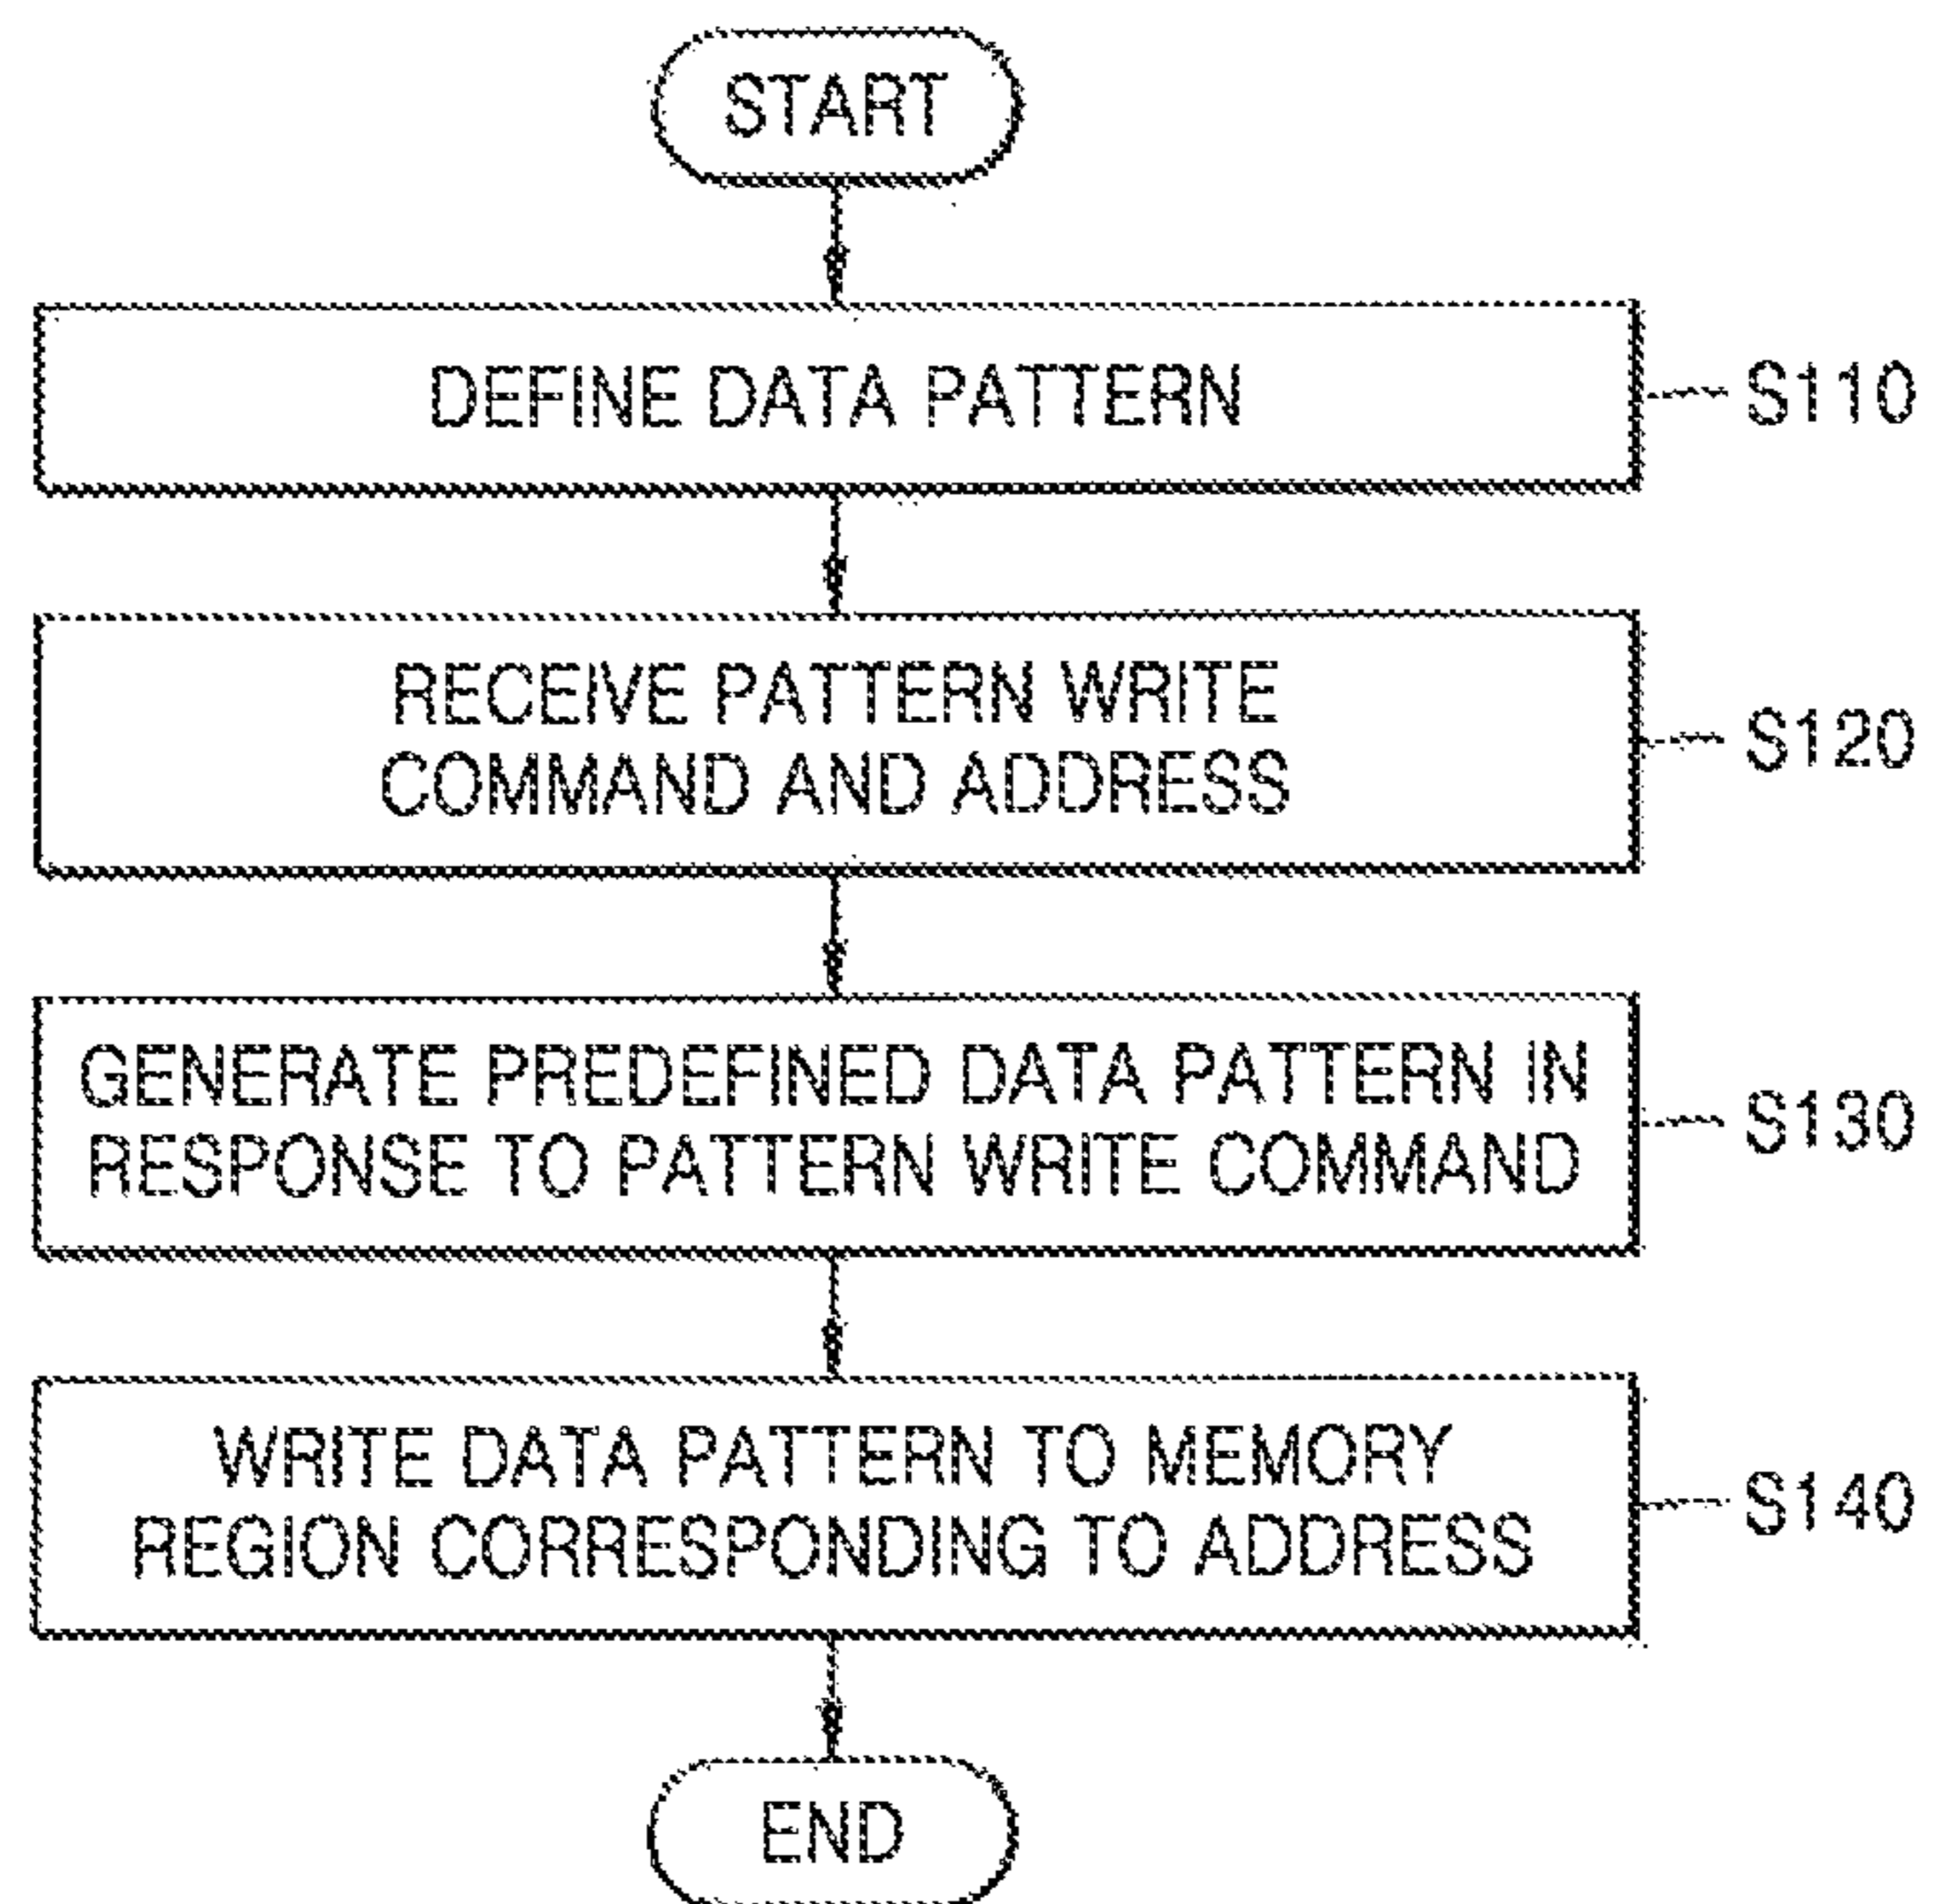 START
DEFINE DATA PATTERN
S110
RECEIVE PATTERN WRITE
COMMAND AND ADDRESS
S120
GENERATE PREDEFINED DATA PATTERN IN
RESPONSE TO PATTERN WRITE COMMAND
S130
WRITE DATA PATTERN TO MEMORY
REGION CORRESPONDING TO ADDRESS
S140
END